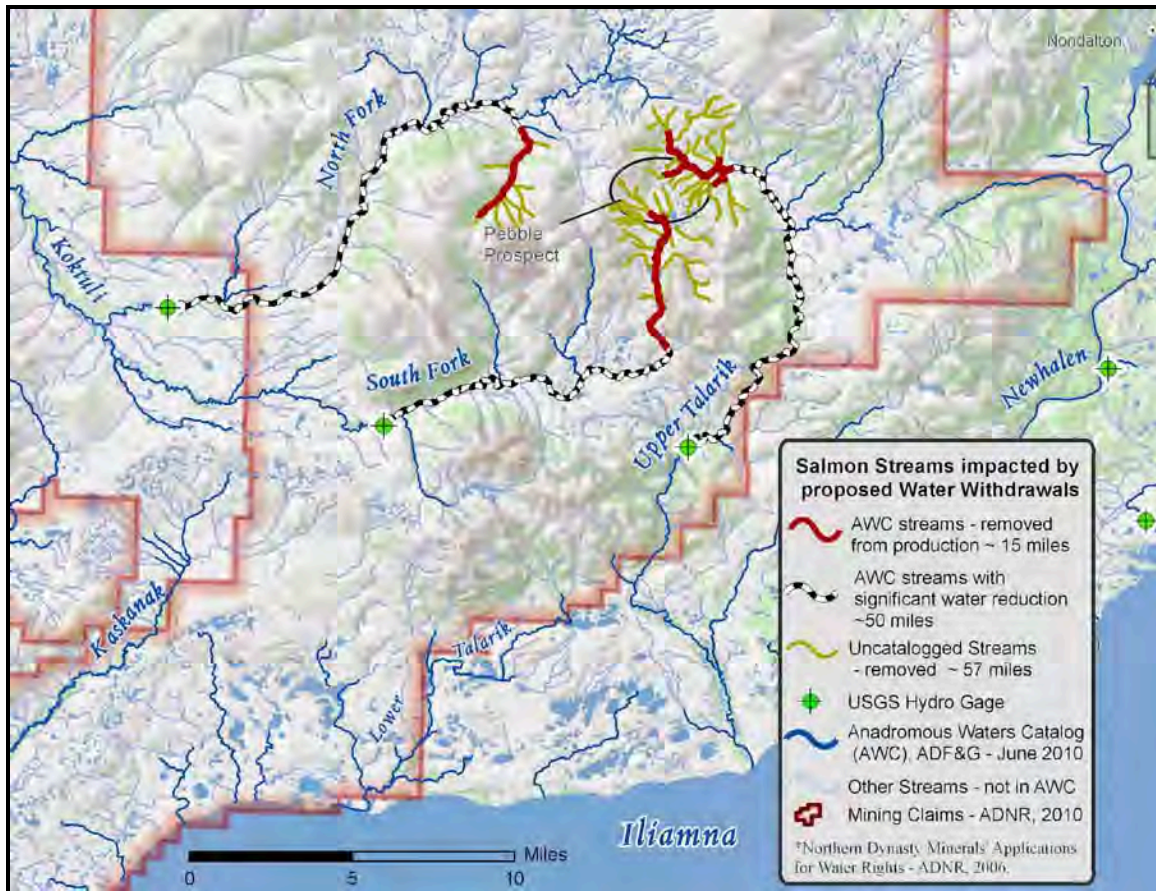 Nondalton
North Fork
Pebble
Prospect
Koktuli
South Fork
Upper Talarik
Newhalen
Kaskanak
Talarik
Lower
Iliamna
Miles
0
5
10
Salmon Streams impacted by
proposed Water Withdrawals
AWC streams - removed
from production ~ 15 miles
AWC streams with
significant water reduction
~50 miles
Uncatalogged Streams
- removed ~ 57 miles
USGS Hydro Gage
Anadromous Waters Catalog
(AWC), ADF&G - June 2010
Other Streams - not in AWC
Mining Claims - ADNR, 2010
*Northern Dynasty Minerals' Applications
for Water Rights - ADNR, 2006.